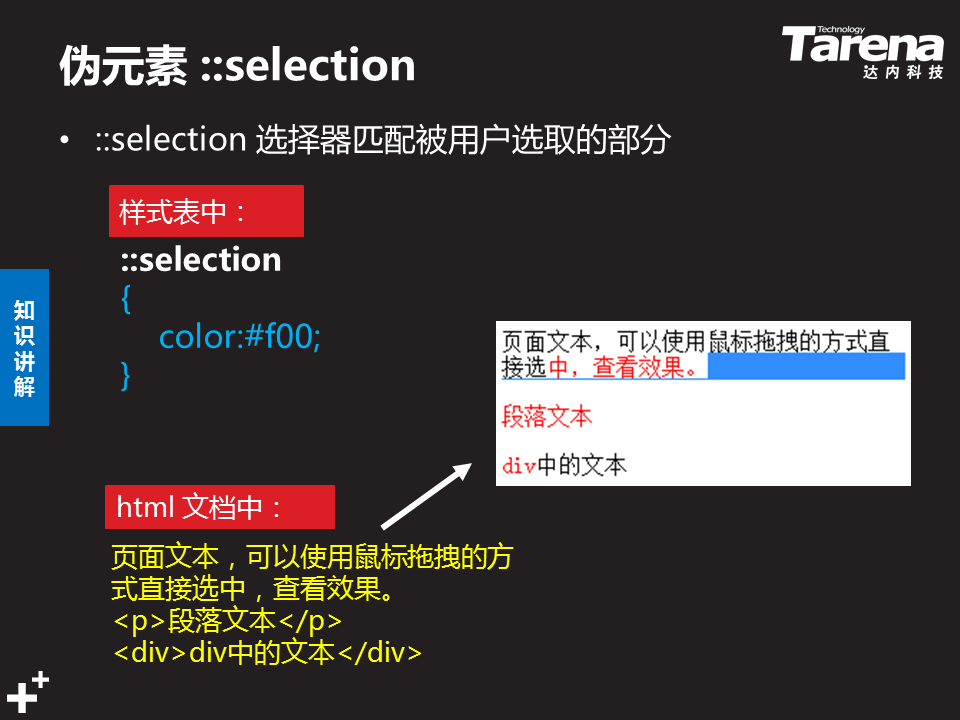 伪元素 ::selection
Technology
Tarena
达内科技
• ::selection 选择器匹配被用户选取的部分
样式表中：
::selection
{
color:#f00;
}
知识讲解
页面文本，可以使用鼠标拖拽的方式直
接选中，查看效果。
段落文本
div中的文本
html 文档中：
页面文本，可以使用鼠标拖拽的方
式直接选中，查看效果。
<p>段落文本</p>
<div>div中的文本</div>